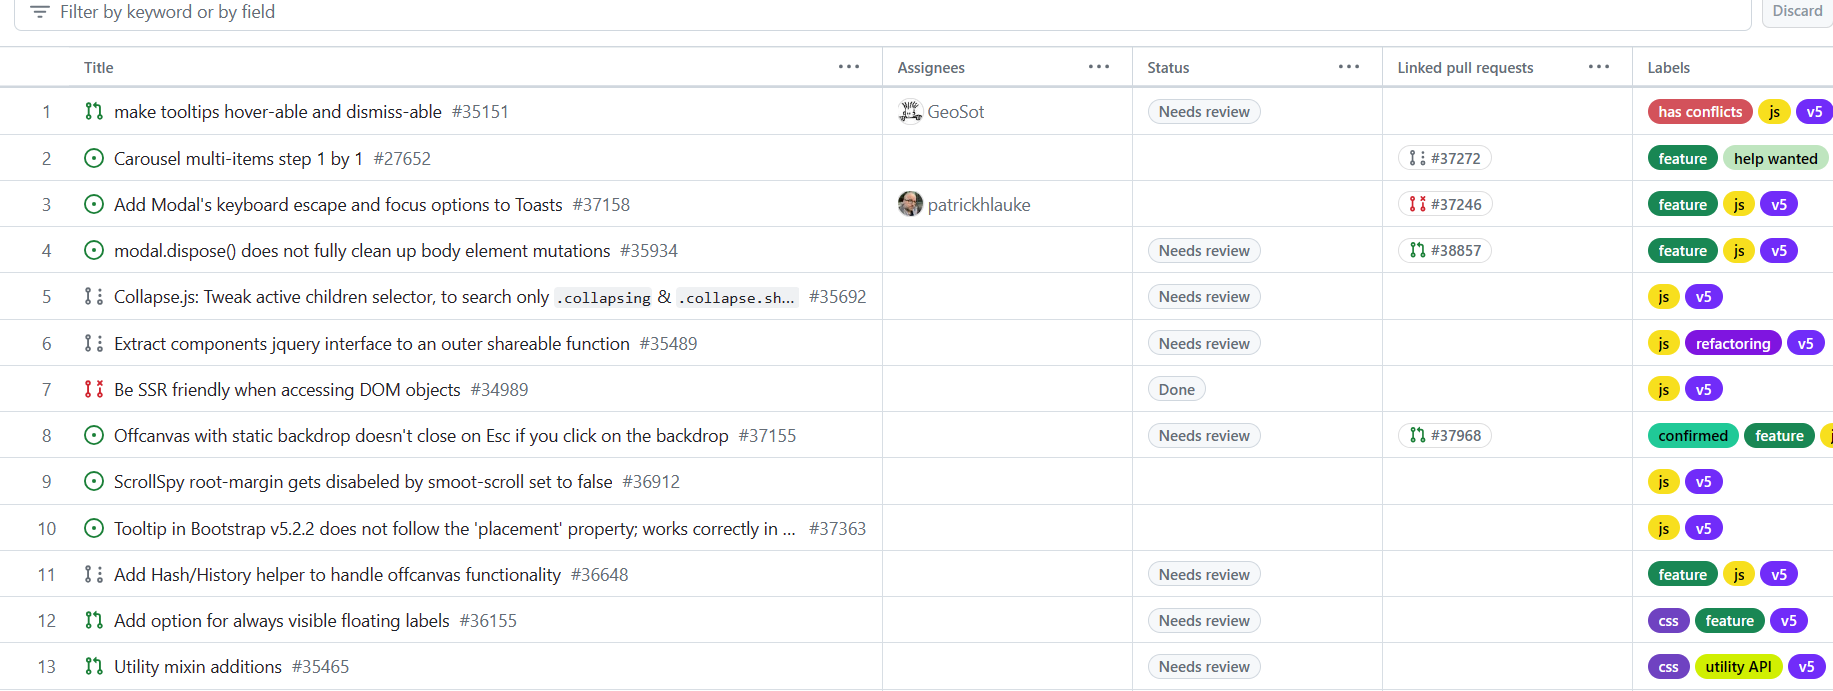 Filter by keyword or by field Discard
Title Assignees Status Linked pull requests Labels
1 make tooltips hover-able and dismiss-able #35151 GeoSot Needs review has conflicts js v5
2 Carousel multi-items step 1 by 1 #27652 #37272 feature help wanted
3 Add Modal's keyboard escape and focus options to Toasts #37158 patrickhlauke #37246 feature js v5
4 modal.dispose() does not fully clean up body element mutations #35934 Needs review #38857 feature js v5
5 Collapse.js: Tweak active children selector, to search only .collapsing & .collapse.sh... #35692 Needs review js v5
6 Extract components jquery interface to an outer shareable function #35489 Needs review js refactoring v5
7 Be SSR friendly when accessing DOM objects #34989 Done js v5
8 Offcanvas with static backdrop doesn't close on Esc if you click on the backdrop #37155 Needs review #37968 confirmed feature
9 ScrollSpy root-margin gets disabeled by smoot-scroll set to false #36912 js v5
10 Tooltip in Bootstrap v5.2.2 does not follow the 'placement' property; works correctly in ... #37363 js v5
11 Add Hash/History helper to handle offcanvas functionality #36648 Needs review feature js v5
12 Add option for always visible floating labels #36155 Needs review css feature v5
13 Utility mixin additions #35465 Needs review css utility API v5